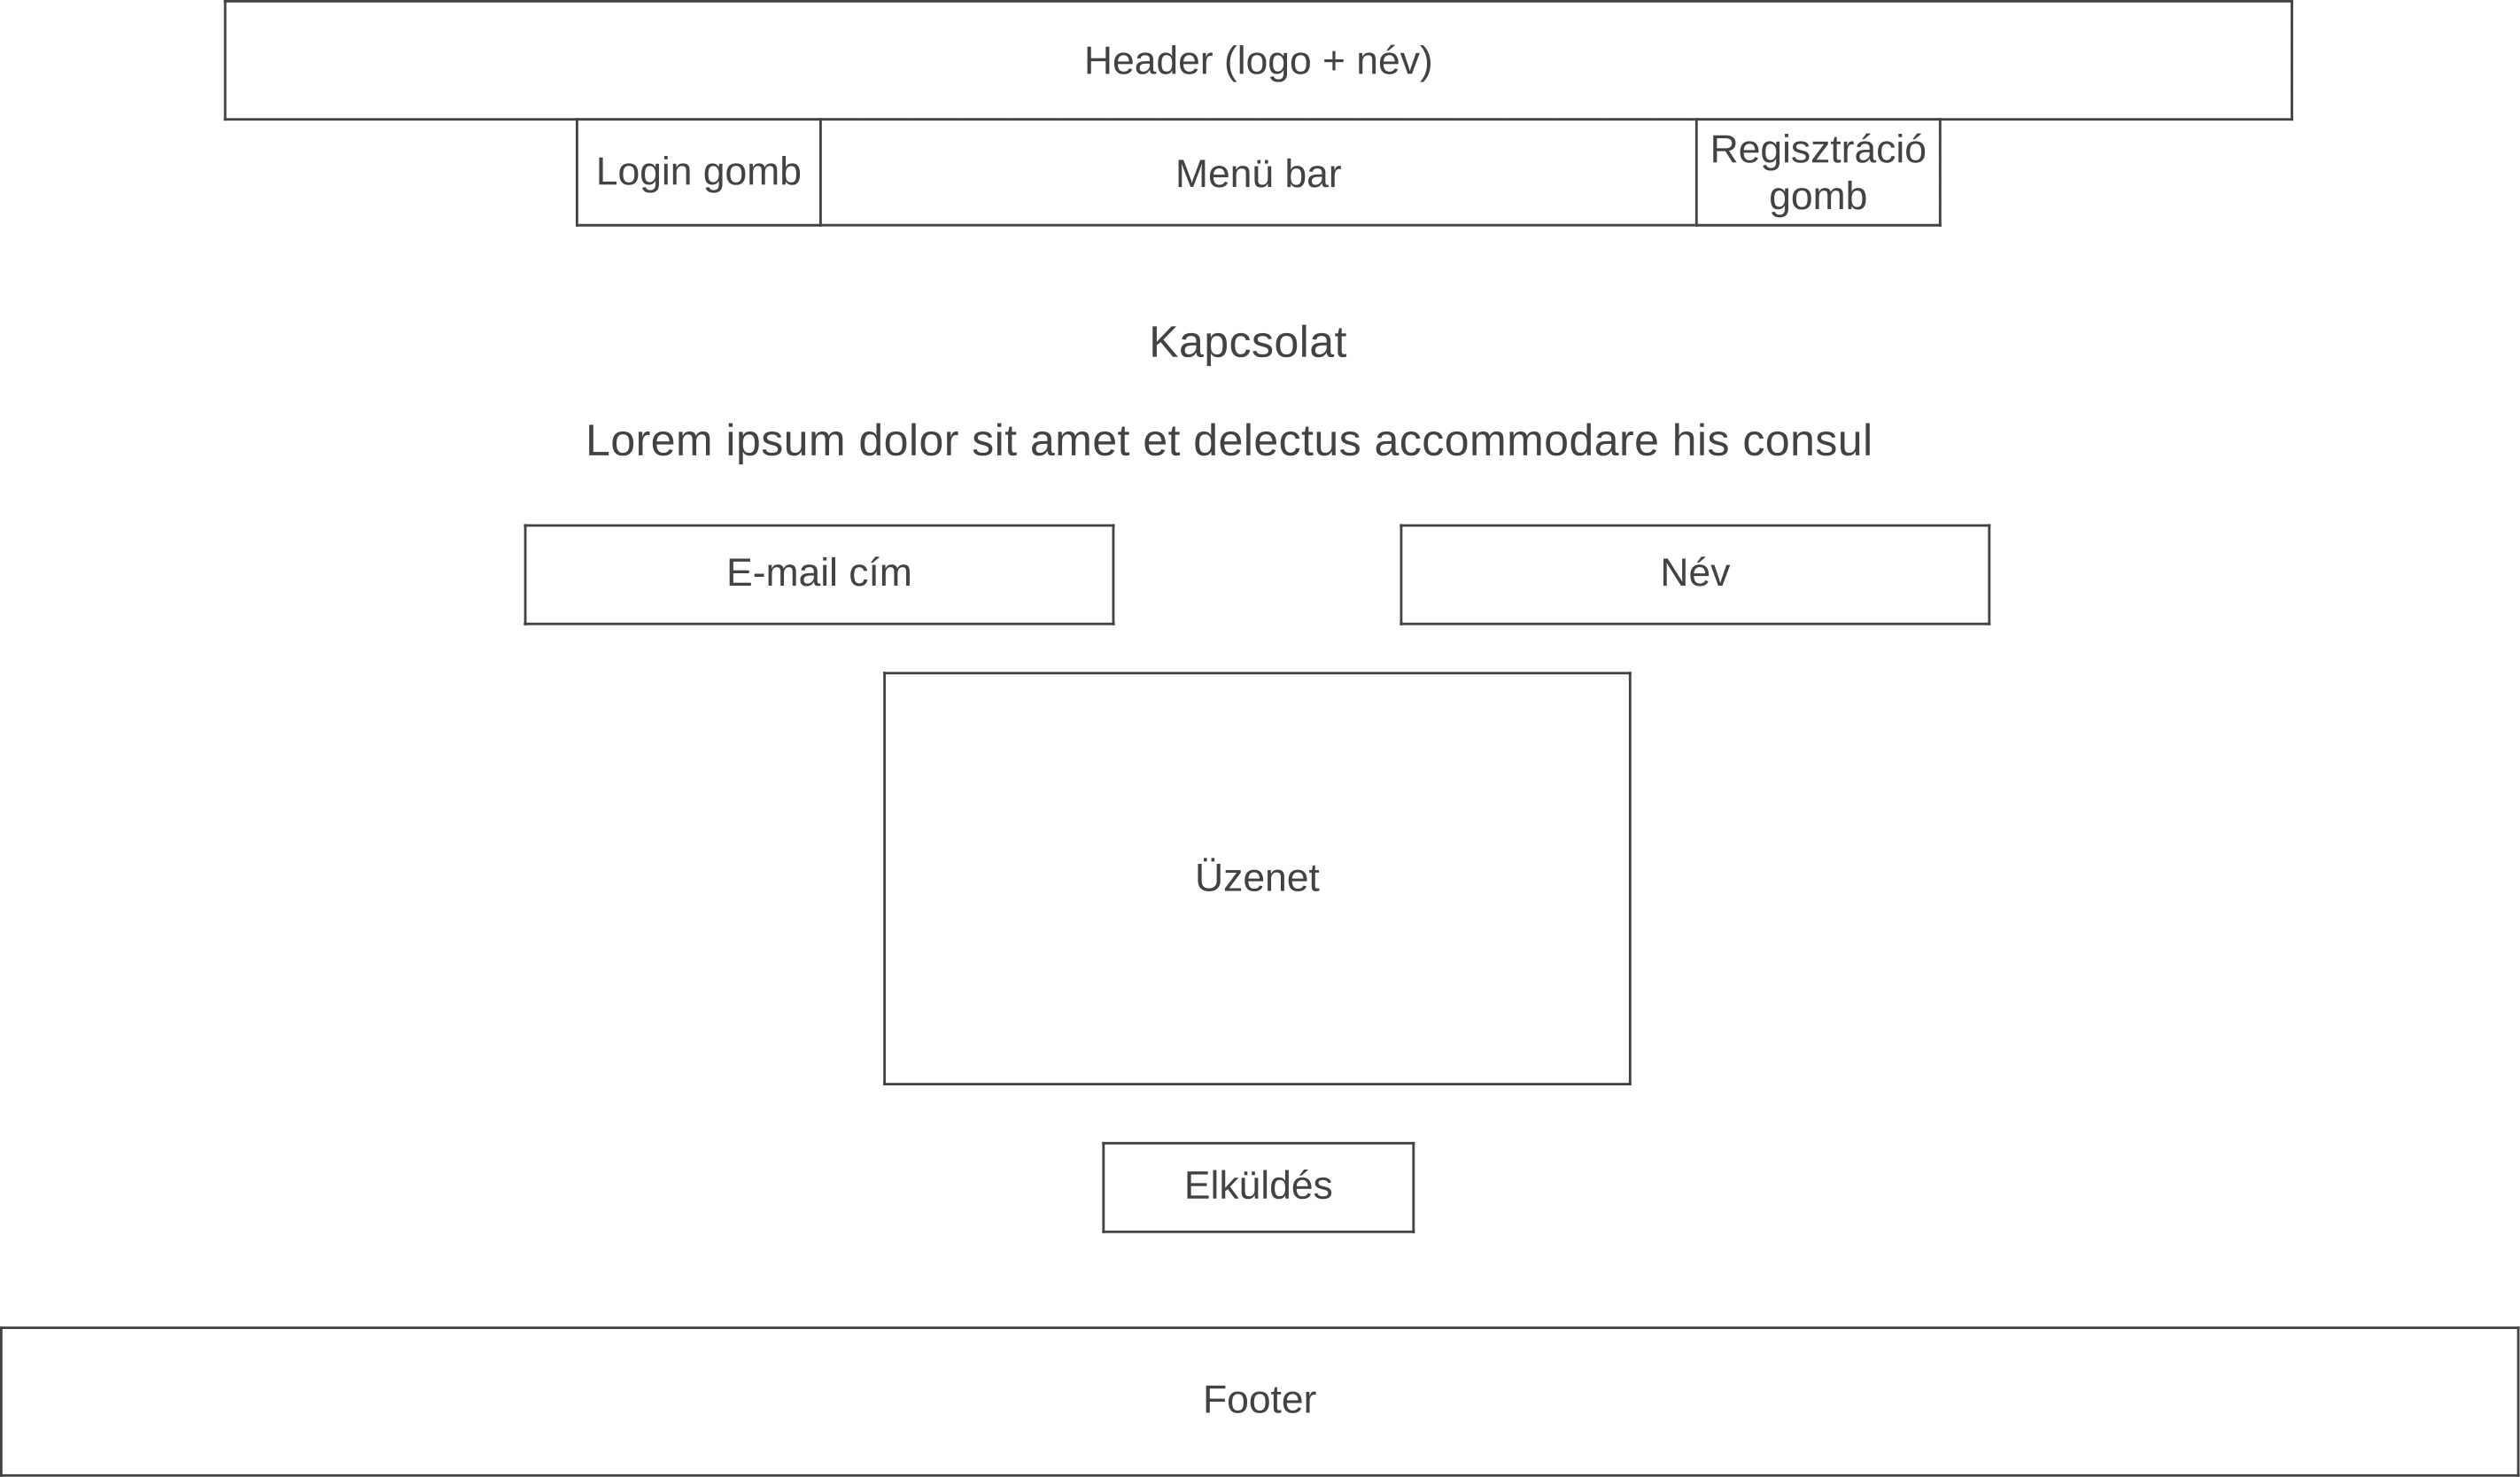 Header (logo + név)
Login gomb
Menü bar
Regisztráció
gomb
Kapcsolat
Lorem ipsum dolor sit amet et delectus accommodare his consul
E-mail cím
Név
Üzenet
Elküldés
Footer